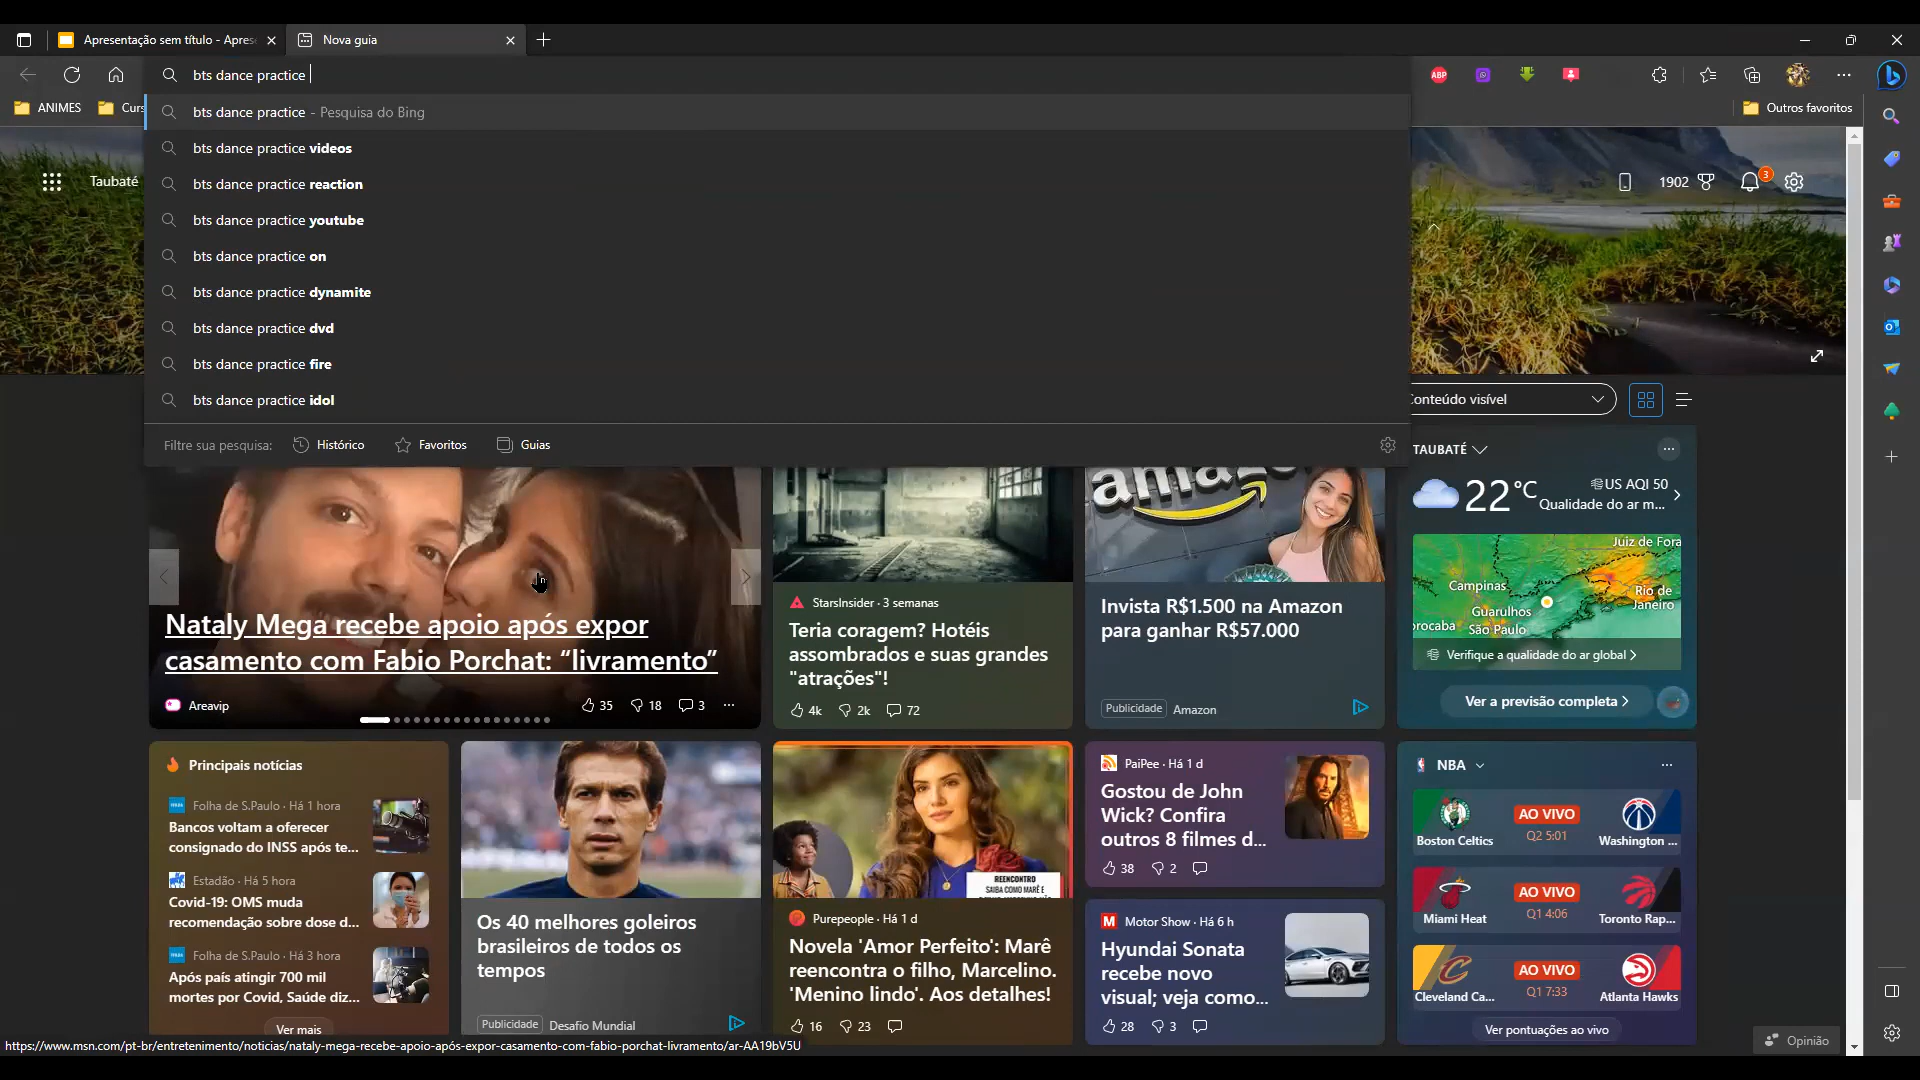 Apresentação sem título - Apres
Nova guia
bts dance practice
ABP
ANIMES
Curs
Outros favoritos
bts dance practice - Pesquisa do Bing
bts dance practice videos
bts dance practice reaction
bts dance practice youtube
bts dance practice on
bts dance practice dynamite
bts dance practice dvd
bts dance practice fire
bts dance practice idol
Filtre sua pesquisa:
Histórico
Favoritos
Guias
Taubaté
1902
3
Conteúdo visível
Nataly Mega recebe apoio após expor
casamento com Fabio Porchat: “livramento”
Areavip
35
18
3
StarsInsider · 3 semanas
Teria coragem? Hotéis
assombrados e suas grandes
"atrações"!
4k
2k
72
amazo
Invista R$1.500 na Amazon
para ganhar R$57.000
Publicidade
Amazon
TAUBATÉ
22°C
US AQI 50
Qualidade do ar m...
Juiz de Fora
Campinas
Rio de
Janeiro
Guarulhos
São Paulo
orocaba
Verifique a qualidade do ar global
Ver a previsão completa
Principais notícias
Folha de S.Paulo · Há 1 hora
Bancos voltam a oferecer
consignado do INSS após te...
Estadão · Há 5 hora
Covid-19: OMS muda
recomendação sobre dose d...
Folha de S.Paulo · Há 3 hora
Após país atingir 700 mil
mortes por Covid, Saúde diz...
Ver mais
Os 40 melhores goleiros
brasileiros de todos os
tempos
Publicidade
Desafio Mundial
REENCONTRO
SAIBA COMO MARÊ E
Purepeople · Há 1 d
Novela 'Amor Perfeito': Marê
reencontra o filho, Marcelino.
'Menino lindo'. Aos detalhes!
16
23
PaiPee · Há 1 d
Gostou de John
Wick? Confira
outros 8 filmes d...
38
2
Motor Show · Há 6 h
Hyundai Sonata
recebe novo
visual; veja como...
28
3
NBA
Boston Celtics
AO VIVO
Q2 5:01
Washington ...
Miami Heat
AO VIVO
Q1 4:06
Toronto Rap...
Cleveland Ca...
AO VIVO
Q1 7:33
Atlanta Hawks
Ver pontuações ao vivo
Opinião
https://www.msn.com/pt-br/entretenimento/noticias/nataly-mega-recebe-apoio-após-expor-casamento-com-fabio-porchat-livramento/ar-AA19bV5U